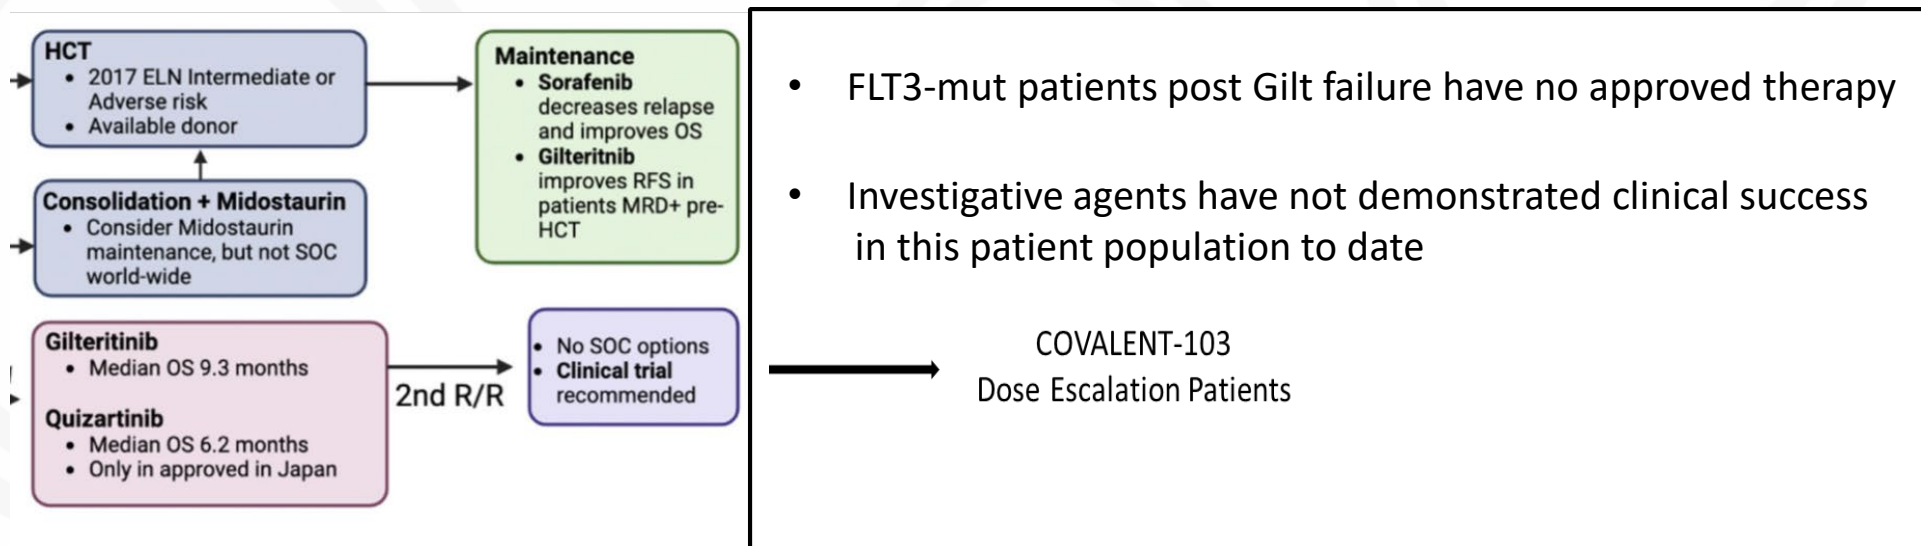 HCT
• 2017 ELN Intermediate or
Adverse risk
• Available donor
Consolidation + Midostaurin
• Consider Midostaurin
maintenance, but not SOC
world-wide
Maintenance
• Sorafenib
decreases relapse
and improves OS
• Gilteritnib
improves RFS in
patients MRD+ pre-
HCT
Gilteritinib
• Median OS 9.3 months
Quizartinib
• Median OS 6.2 months
• Only in approved in Japan
2nd R/R
• No SOC options
• Clinical trial
recommended
• FLT3-mut patients post Gilt failure have no approved therapy
• Investigative agents have not demonstrated clinical success
in this patient population to date
COVALENT-103
Dose Escalation Patients